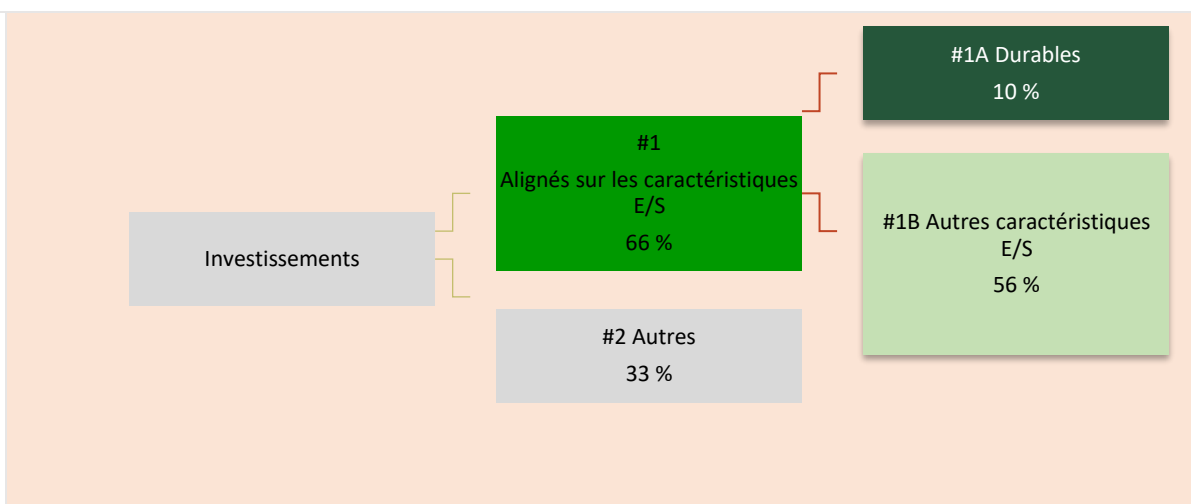 #1A Durables
10 %
#1
Alignés sur les caractéristiques
E/S
66 %
#1B Autres caractéristiques
E/S
56 %
Investissements
#2 Autres
33 %